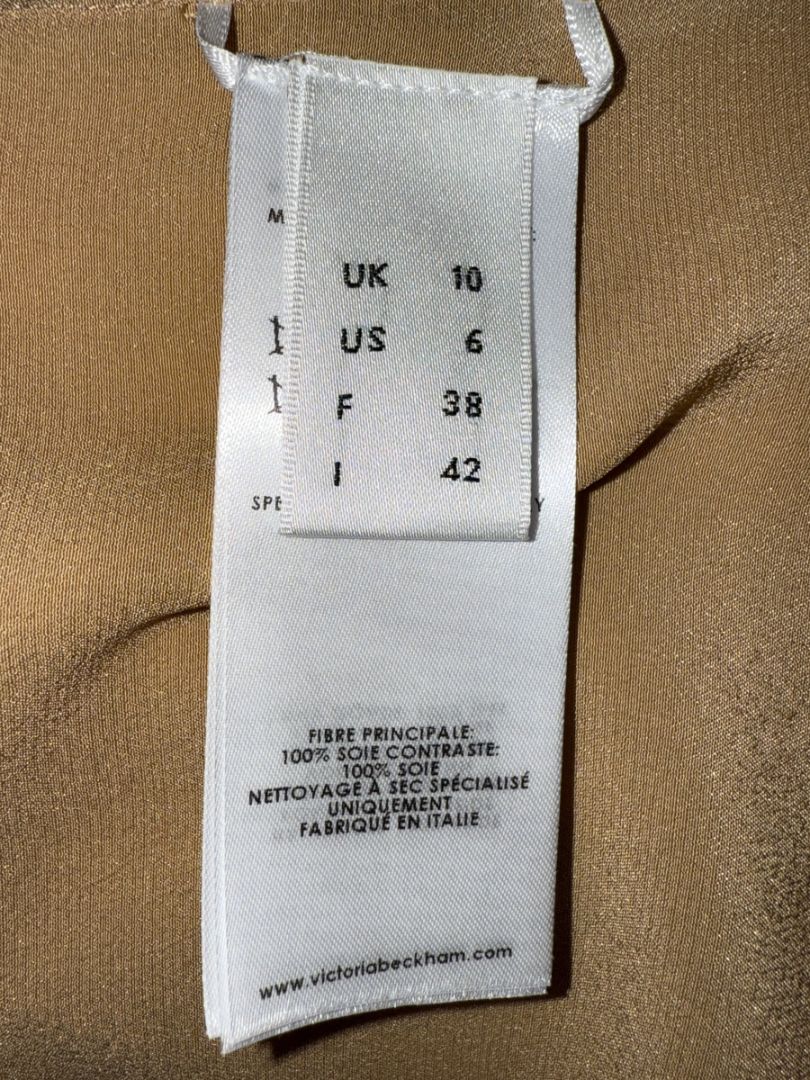 M
UK 10
US 6
F 38
I 42
SPE Y
FIBRE PRINCIPALE:
100% SOIE CONTRASTE:
100% SOIE
NETTOYAGE À SEC SPÉCIALISÉ
UNIQUEMENT
FABRIQUÉ EN ITALIE
www.victoriabeckham.com